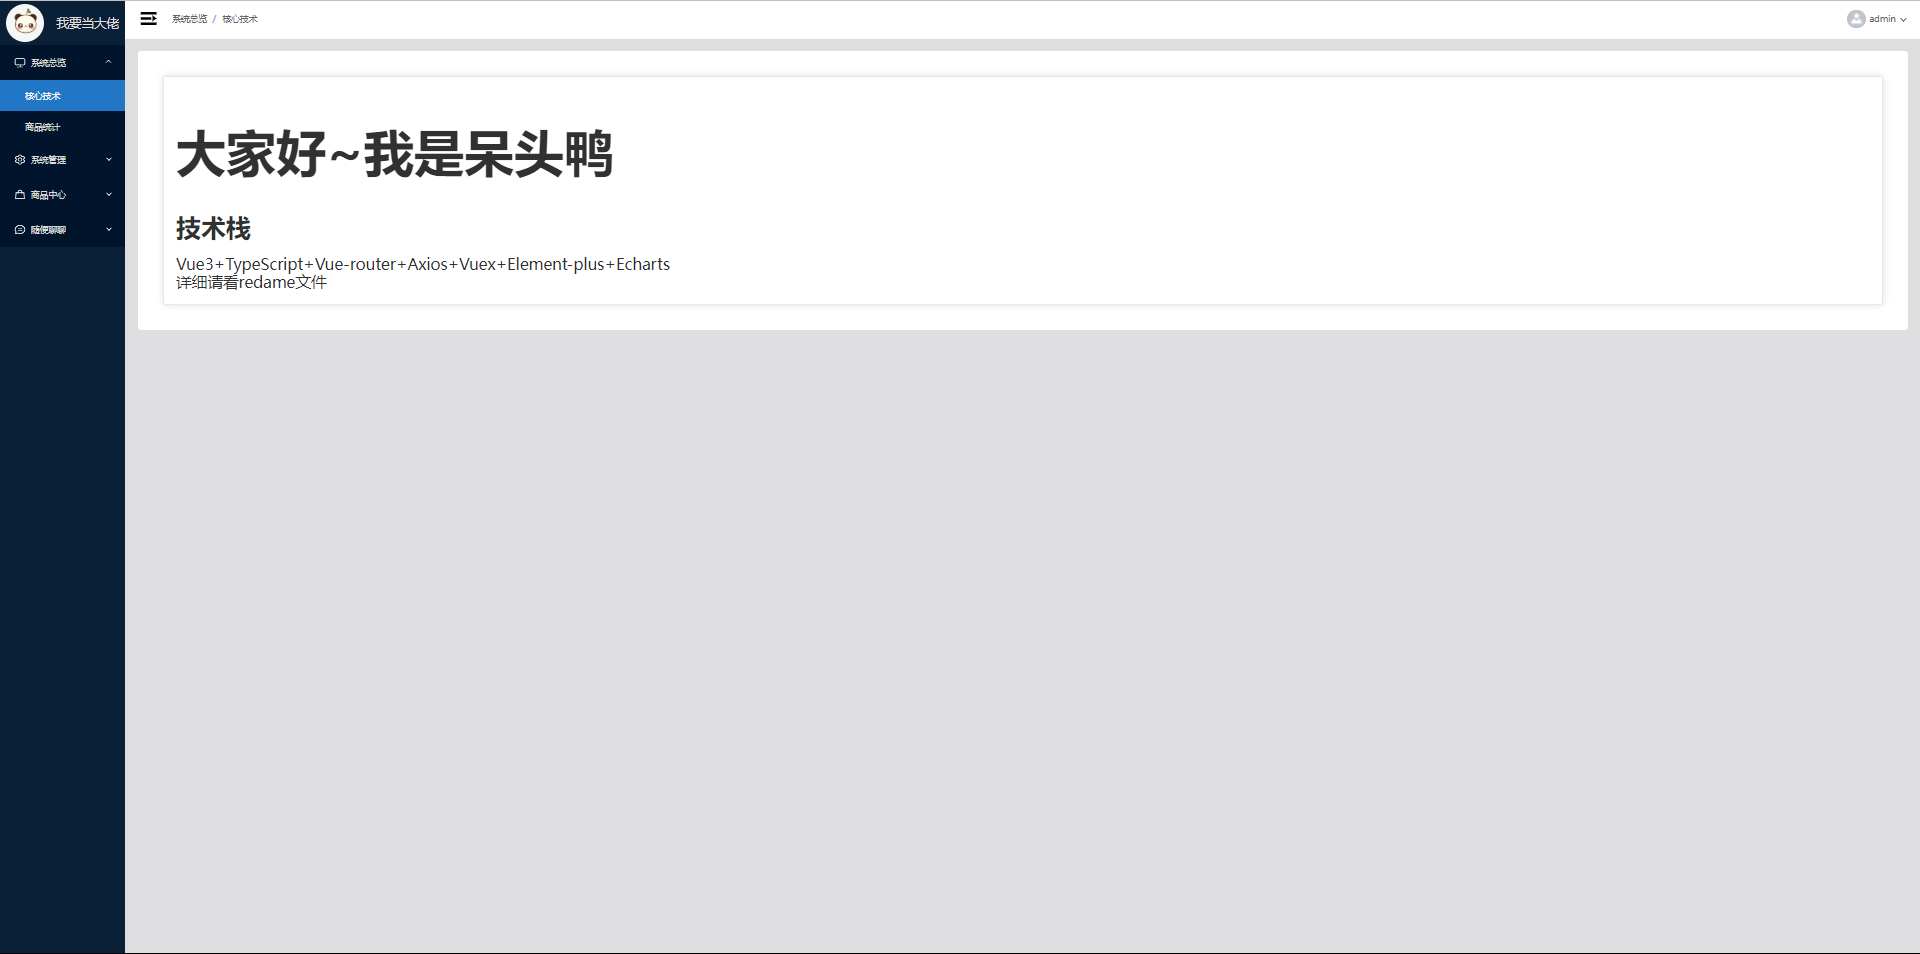 我要当大佬
系统总览
核心技术
商品统计
系统管理
商品中心
随便聊聊
系统总览 / 核心技术
admin
大家好~我是呆头鸭
技术栈
Vue3+TypeScript+Vue-router+Axios+Vuex+Element-plus+Echarts
详细请看redame文件